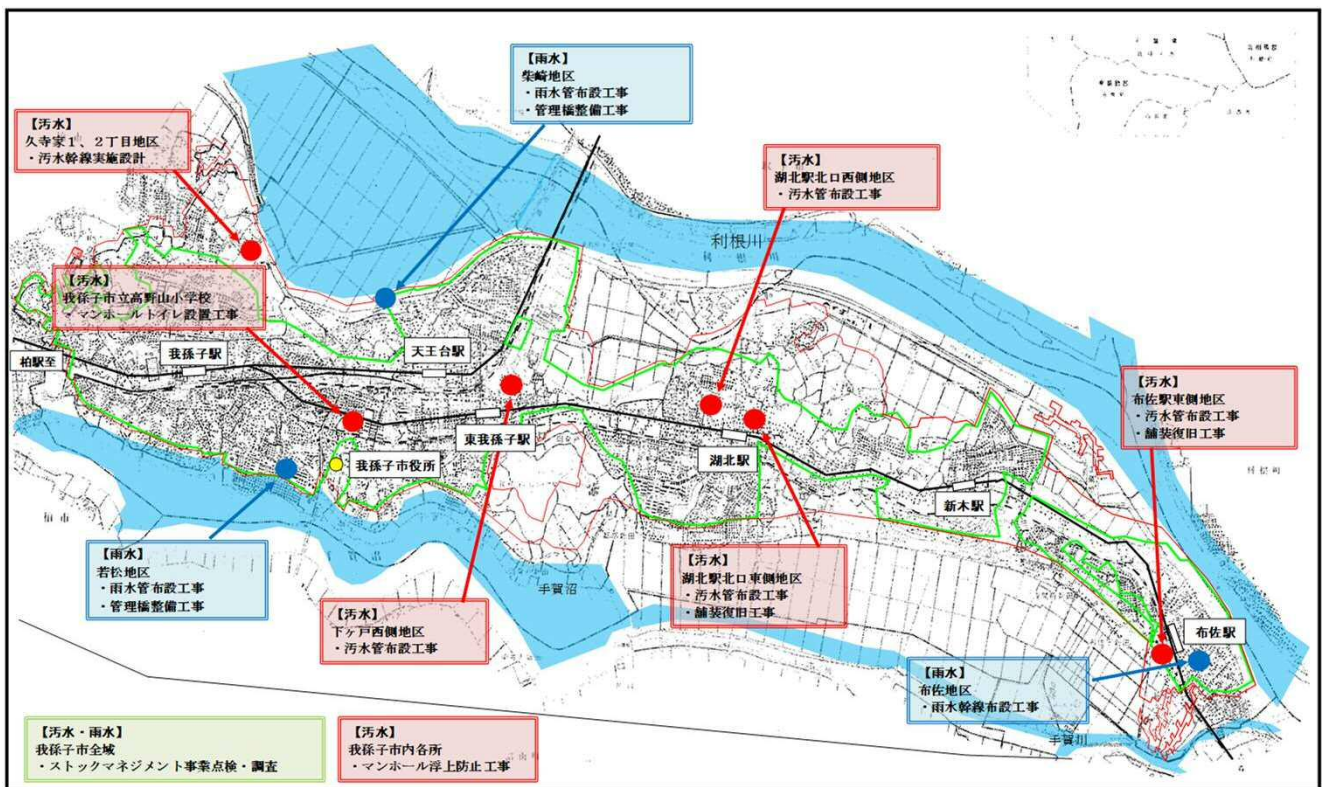 【雨水】
柴崎地区
・雨水管布設工事
・管理橋整備工事
【汚水】
久寺家１、２丁目地区
・汚水幹線実施設計
【汚水】
湖北駅北口西側地区
・汚水管布設工事
利根川
利根川
【汚水】
我孫子市立高野山小学校
・マンホールトイレ設置工事
柏駅至
我孫子駅
天王台駅
東我孫子駅
我孫子市役所
湖北駅
新木駅
布佐駅
【汚水】
布佐駅東側地区
・汚水管布設工事
・舗装復旧工事
利根町
柏市
手賀沼
手賀川
【雨水】
若松地区
・雨水管布設工事
・管理橋整備工事
【汚水】
下ヶ戸西側地区
・汚水管布設工事
【汚水】
湖北駅北口東側地区
・汚水管布設工事
・舗装復旧工事
【雨水】
布佐地区
・雨水幹線布設工事
【汚水・雨水】
我孫子市全域
・ストックマネジメント事業点検・調査
【汚水】
我孫子市内各所
・マンホール浮上防止工事